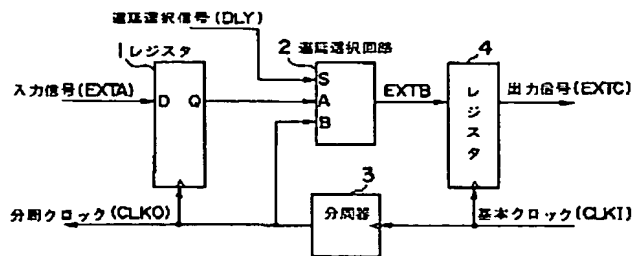 遅延選択信号(DLY)
1 レジスタ
2 遅延選択回路
4
入力信号(EXTA)
D Q
S
A
B
EXTB
レジスタ
出力信号(EXTC)
分周クロック(CLKO)
3
分周器
基本クロック(CLKI)